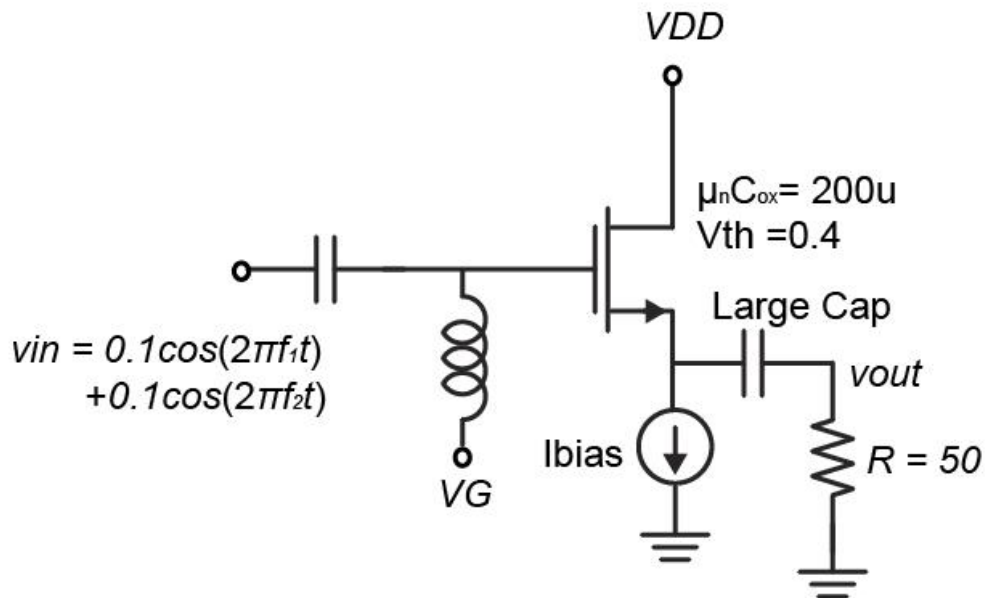 VDD
μnCox= 200u
Vth =0.4
Large Cap
vin = 0.1cos(2πf1t)
+0.1cos(2πf2t)
vout
Ibias
R = 50
VG